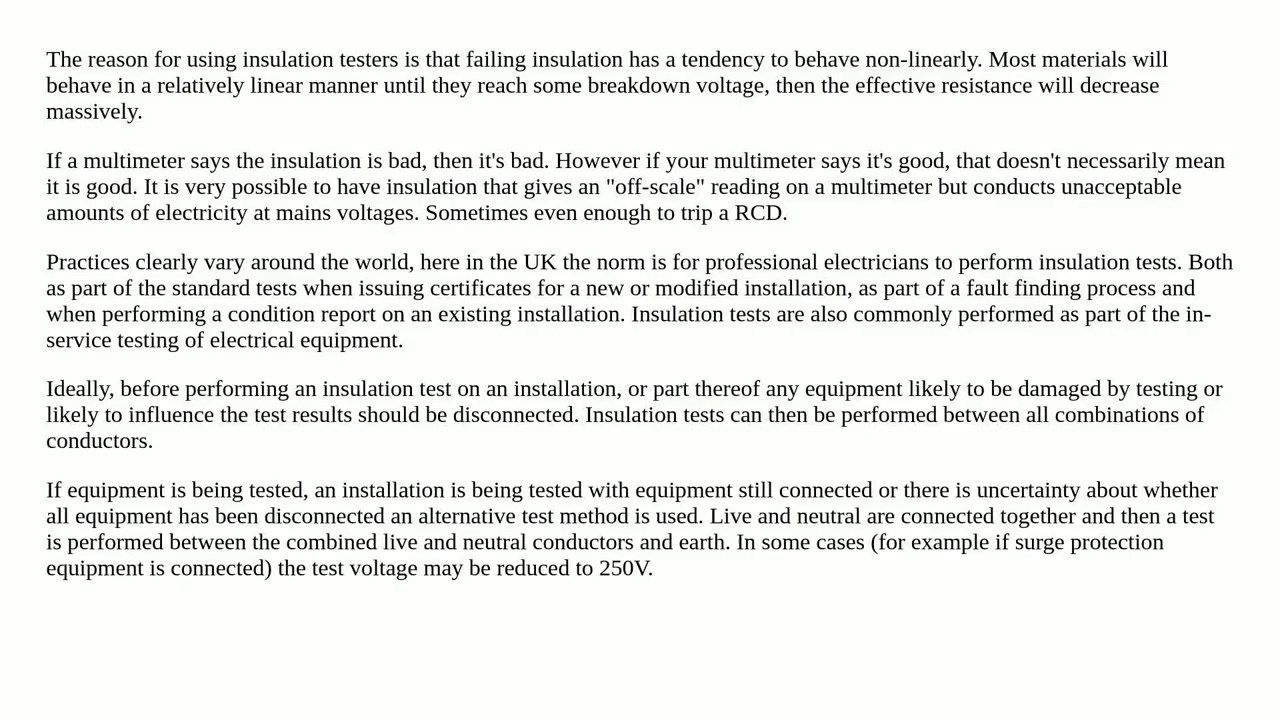 The reason for using insulation testers is that failing insulation has a tendency to behave non-linearly. Most materials will
behave in a relatively linear manner until they reach some breakdown voltage, then the effective resistance will decrease
massively.
If a multimeter says the insulation is bad, then it's bad. However if your multimeter says it's good, that doesn't necessarily mean
it is good. It is very possible to have insulation that gives an "off-scale" reading on a multimeter but conducts unacceptable
amounts of electricity at mains voltages. Sometimes even enough to trip a RCD.
Practices clearly vary around the world, here in the UK the norm is for professional electricians to perform insulation tests. Both
as part of the standard tests when issuing certificates for a new or modified installation, as part of a fault finding process and
when performing a condition report on an existing installation. Insulation tests are also commonly performed as part of the in-
service testing of electrical equipment.
Ideally, before performing an insulation test on an installation, or part thereof any equipment likely to be damaged by testing or
likely to influence the test results should be disconnected. Insulation tests can then be performed between all combinations of
conductors.
If equipment is being tested, an installation is being tested with equipment still connected or there is uncertainty about whether
all equipment has been disconnected an alternative test method is used. Live and neutral are connected together and then a test
is performed between the combined live and neutral conductors and earth. In some cases (for example if surge protection
equipment is connected) the test voltage may be reduced to 250V.